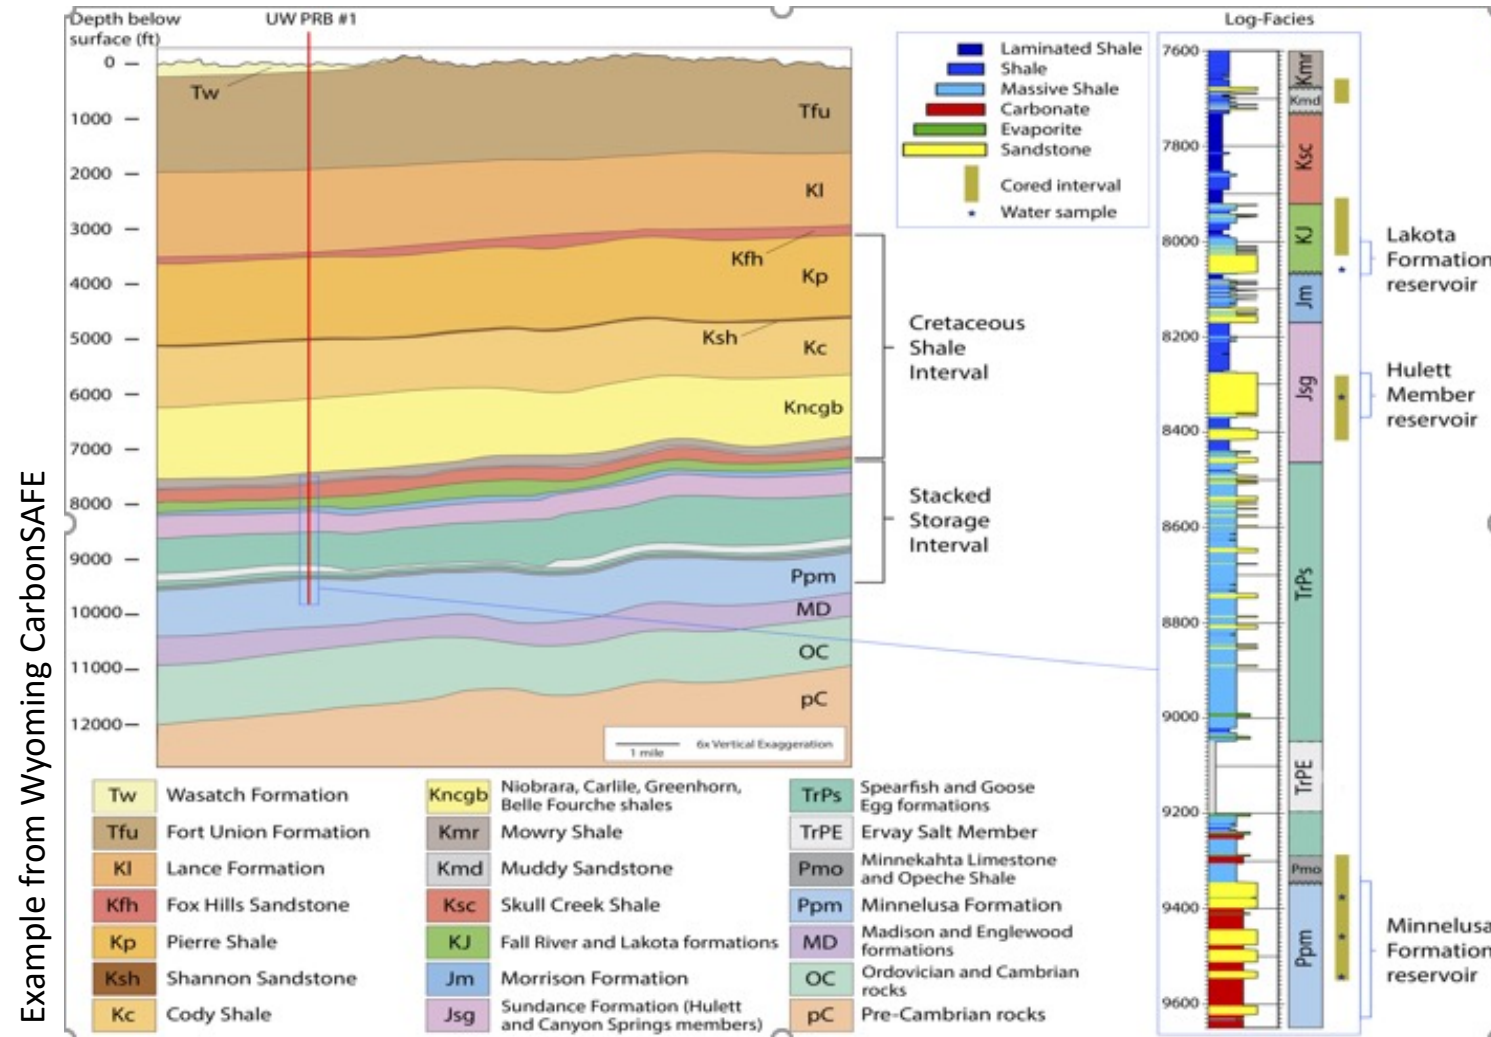 Example from Wyoming CarbonSAFE
Depth below
surface (ft)
UW PRB #1
0
1000
2000
3000
4000
5000
6000
7000
8000
9000
10000
11000
12000
Tw
Tfu
Kl
Kfh
Kp
Ksh
Kc
Kncgb
Ppm
MD
OC
pC
1 mile
6x Vertical Exaggeration
Cretaceous
Shale
Interval
Stacked
Storage
Interval
Laminated Shale
Shale
Massive Shale
Carbonate
Evaporite
Sandstone
Cored interval
Water sample
Log-Facies
7600
7800
8000
8200
8400
8600
8800
9000
9200
9400
9600
Kmr
Kmd
Ksc
KJ
Jm
Jsg
TrPs
TrPE
Pmo
Ppm
Lakota
Formation
reservoir
Hulett
Member
reservoir
Minnelusa
Formation
reservoir
Tw Wasatch Formation
Tfu Fort Union Formation
Kl Lance Formation
Kfh Fox Hills Sandstone
Kp Pierre Shale
Ksh Shannon Sandstone
Kc Cody Shale
Kncgb Niobrara, Carlile, Greenhorn,
Belle Fourche shales
Kmr Mowry Shale
Kmd Muddy Sandstone
Ksc Skull Creek Shale
KJ Fall River and Lakota formations
Jm Morrison Formation
Jsg Sundance Formation (Hulett
and Canyon Springs members)
TrPs Spearfish and Goose
Egg formations
TrPE Ervay Salt Member
Pmo Minnekahta Limestone
and Opeche Shale
Ppm Minnelusa Formation
MD Madison and Englewood
formations
OC Ordovician and Cambrian
rocks
pC Pre-Cambrian rocks